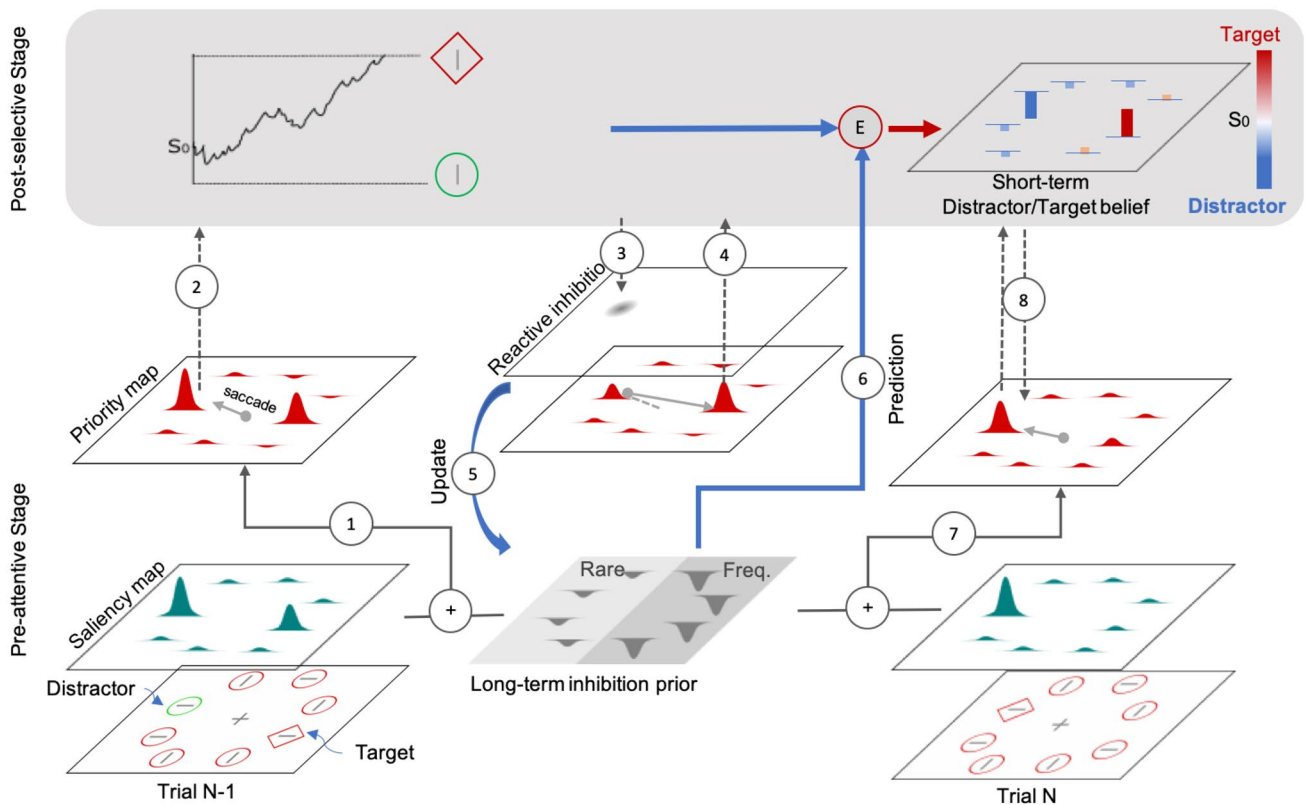 Post-selective Stage
S0
E
Target
S0
Distractor
Short-term
Distractor/Target belief
2
3
4
8
Reactive inhibitio
Priority map
saccade
6
Prediction
5
Update
1
7
Pre-attentive Stage
Saliency map
+
Rare
Freq.
+
Long-term inhibition prior
Distractor
Target
Trial N-1
Trial N